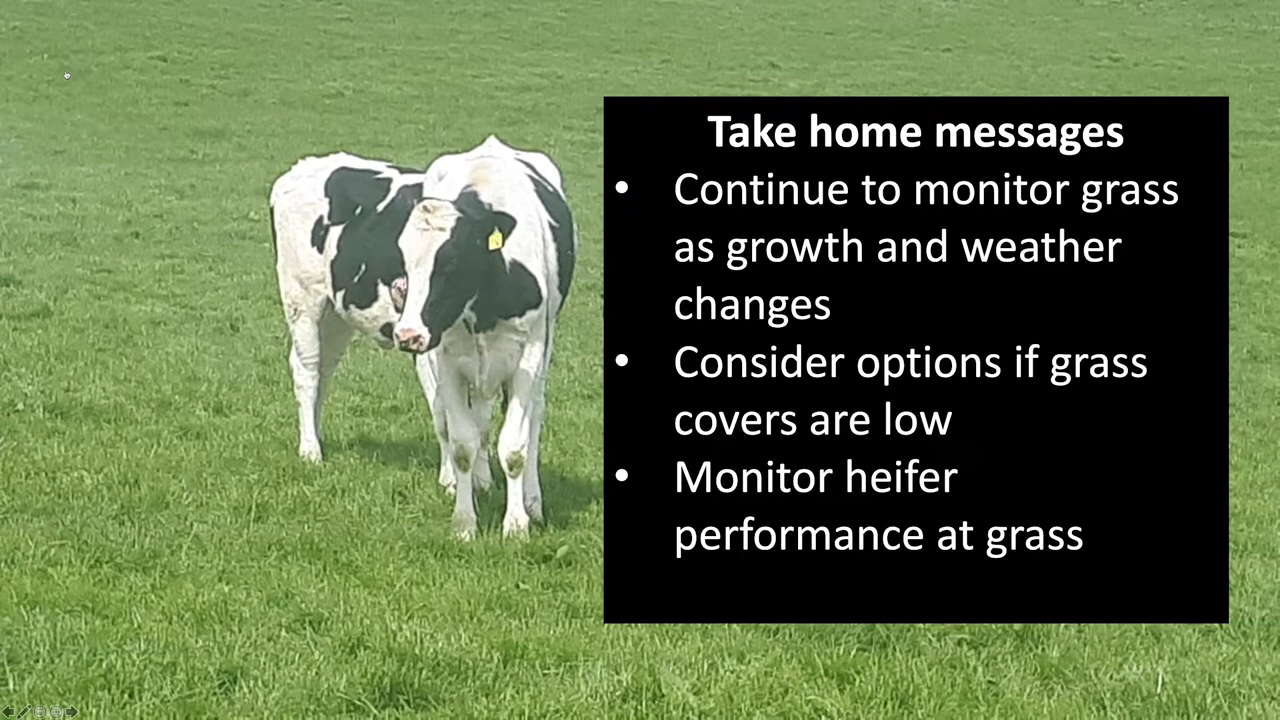 Take home messages
• Continue to monitor grass
as growth and weather
changes
• Consider options if grass
covers are low
• Monitor heifer
performance at grass